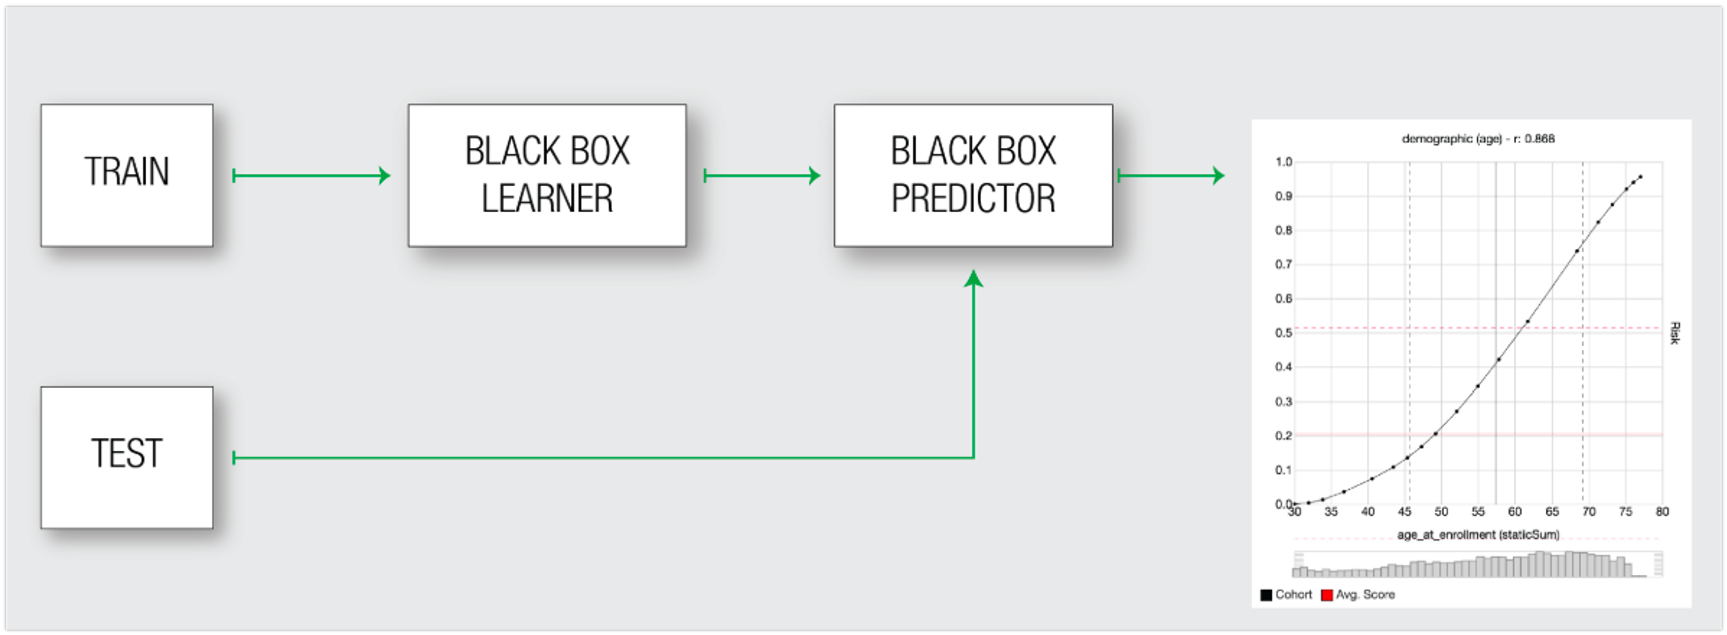 TRAIN
BLACK BOX
LEARNER
BLACK BOX
PREDICTOR
TEST
demographic (age) - r: 0.868
1.0
0.9
0.8
0.7
0.6
0.5
0.4
0.3
0.2
0.1
0.0
Risk
30 35 40 45 50 55 60 65 70 75 80
age_at_enrollment (staticSum)
Cohort Avg. Score